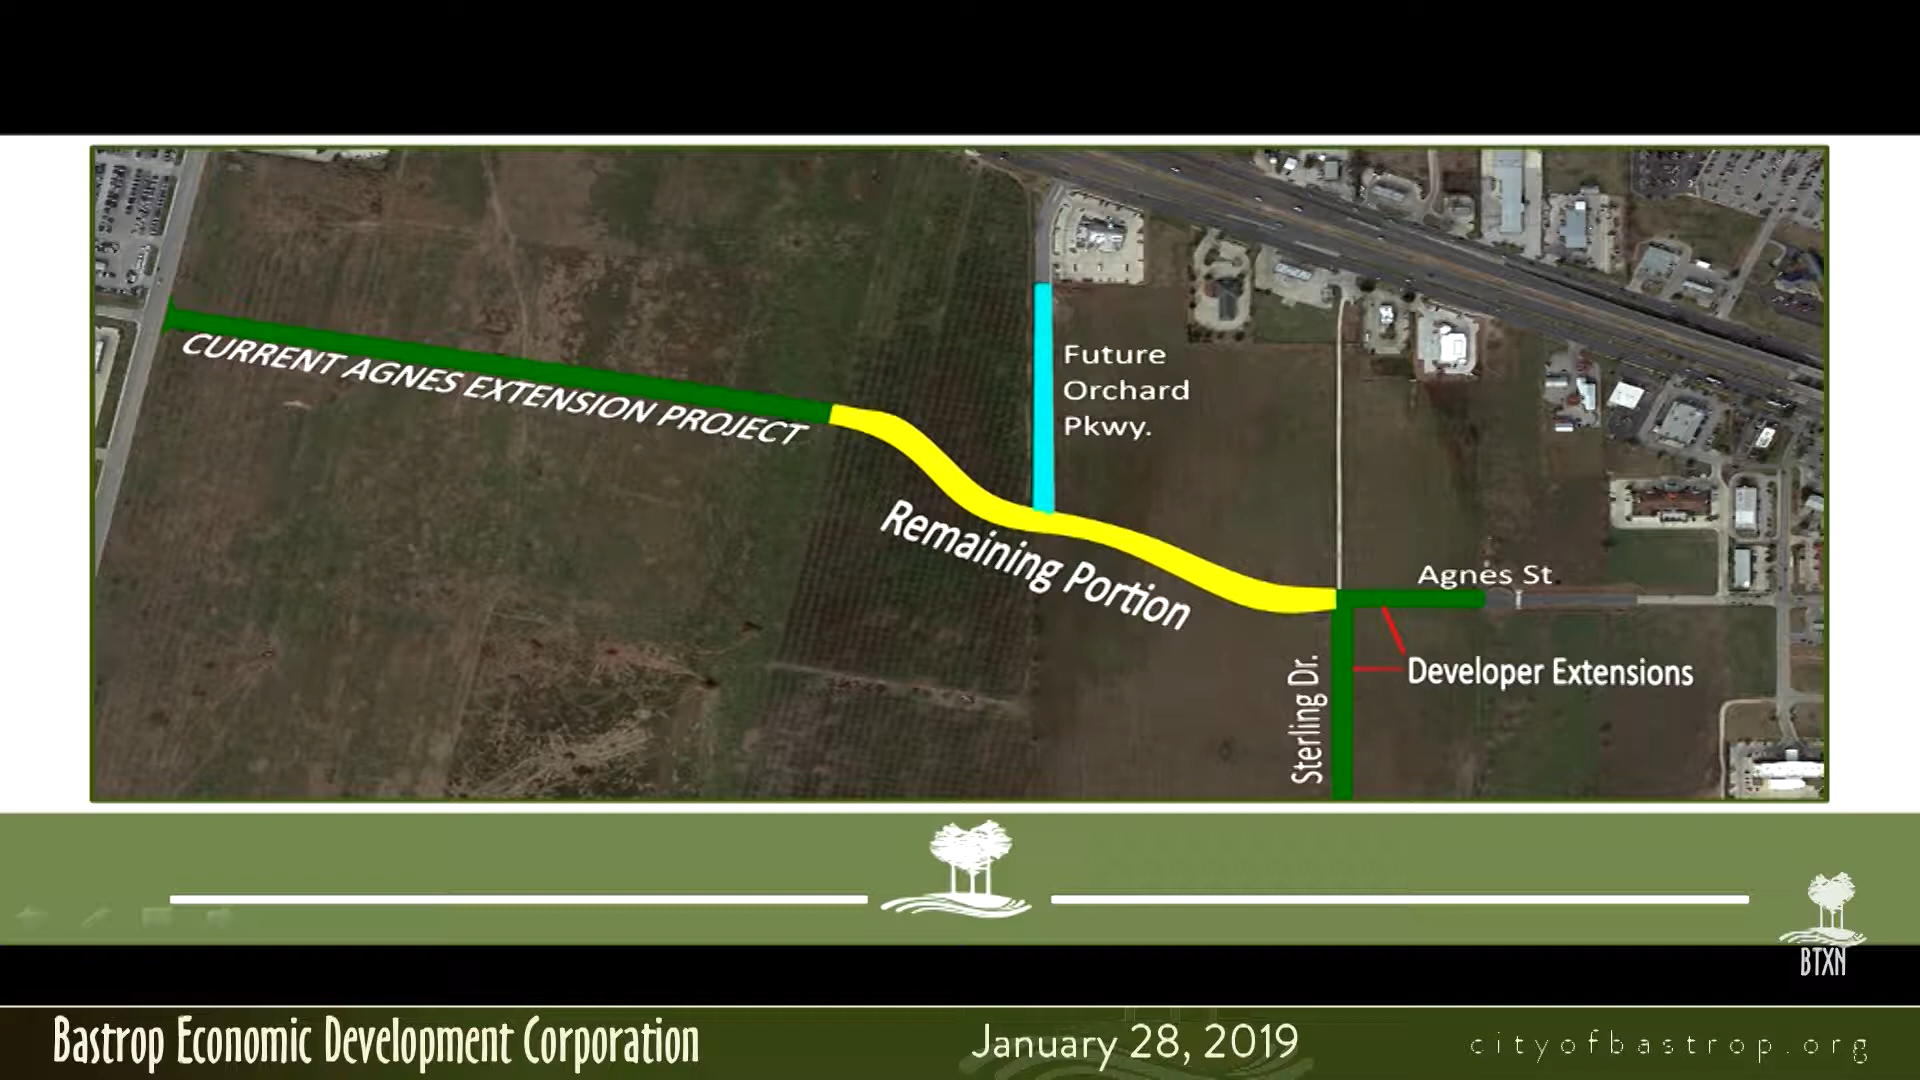 CURRENT AGNES EXTENSION PROJECT
Future
Orchard
Pkwy.
Remaining Portion
Agnes St
Developer Extensions
Sterling Dr.
BTXN
Bastrop Economic Development Corporation
January 28, 2019
cityofbastrop.org